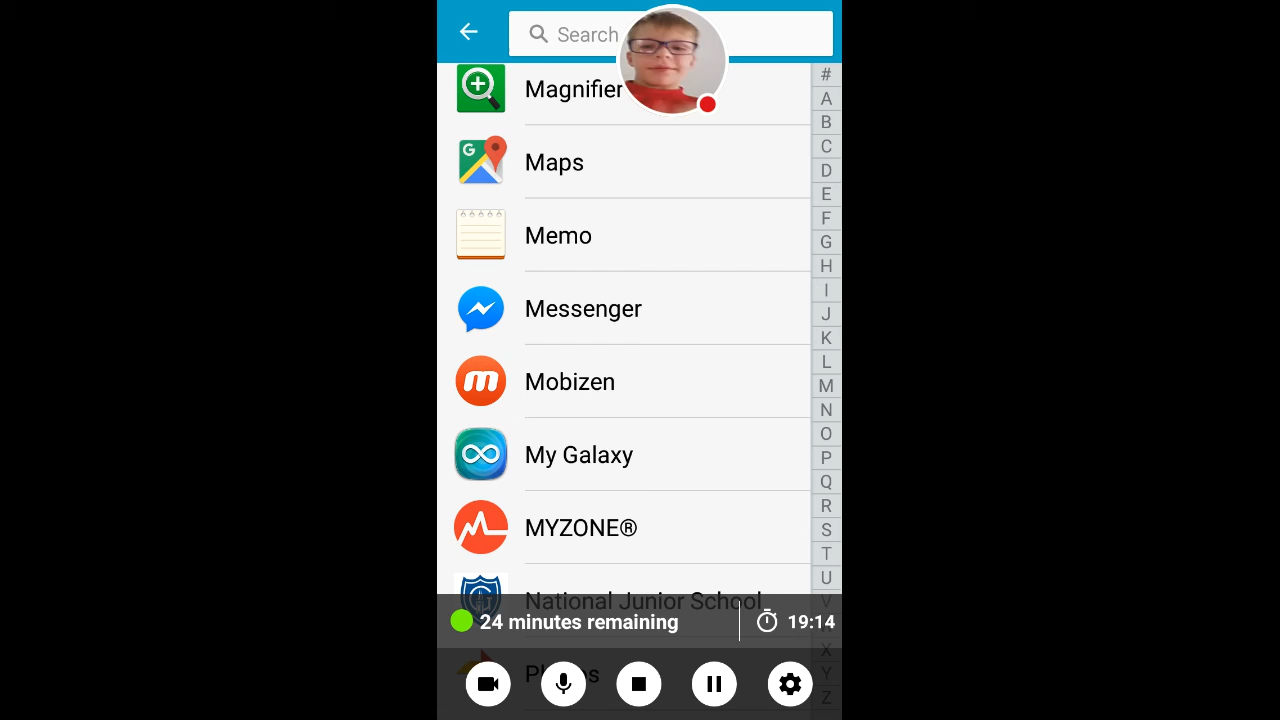 Search
Magnifier
Maps
Memo
Messenger
Mobizen
My Galaxy
MYZONE®
National Junior School
24 minutes remaining
19:14
#
A
B
C
D
E
F
G
H
I
J
K
L
M
N
O
P
Q
R
S
T
U
V
X
Y
Z